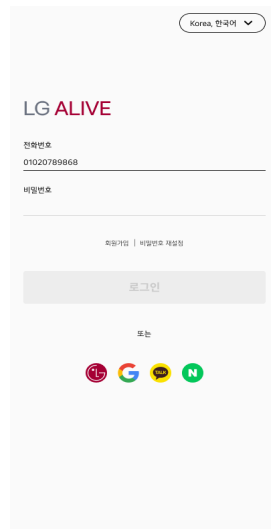 Korea, 한국어
LG ALIVE
전화번호
01020789868
비밀번호
회원가입 | 비밀번호 재설정
로그인
또는
LG G TALK N